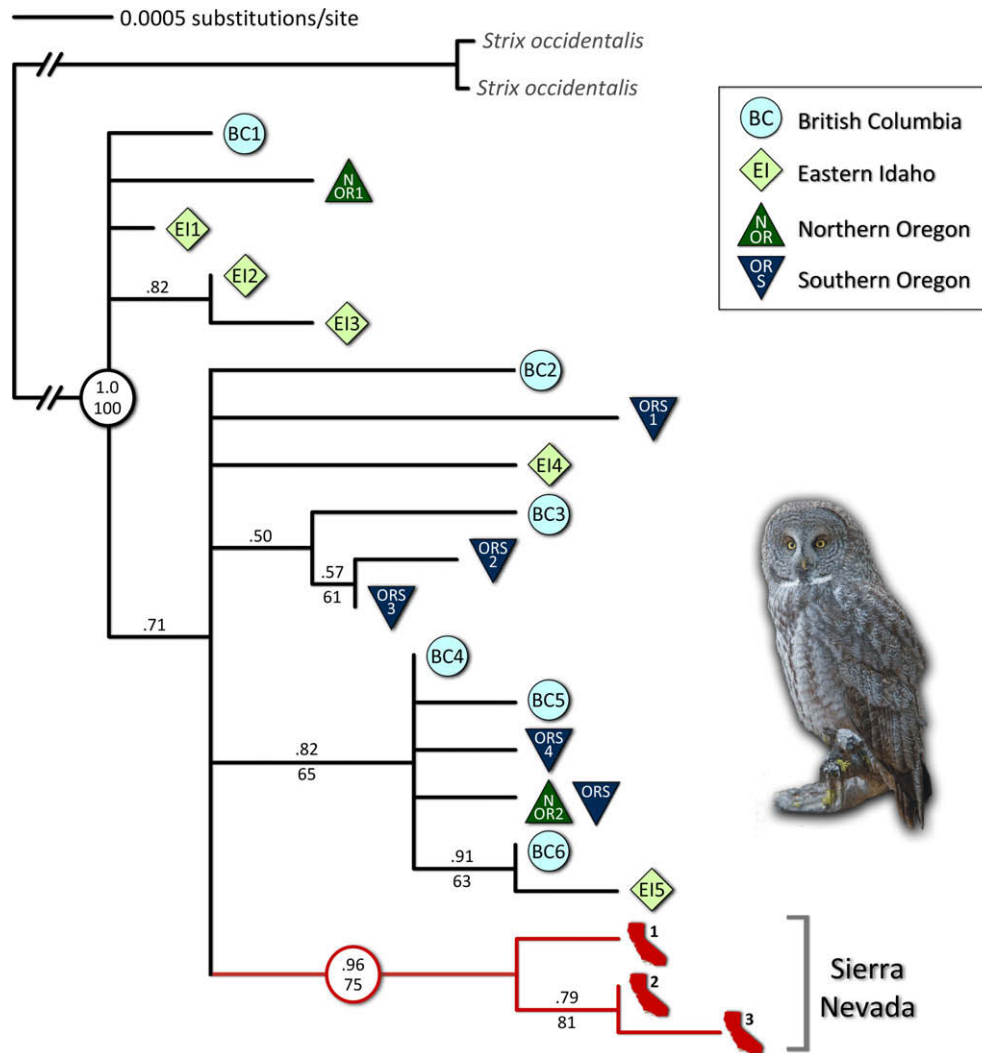 0.0005 substitutions/site
Strix occidentalis
Strix occidentalis
BC British Columbia
EI Eastern Idaho
N
OR Northern Oregon
OR
S Southern Oregon
BC1
N
OR1
EI1
.82
EI2
EI3
1.0
100
BC2
ORS
1
EI4
.50
BC3
.57
61
ORS
2
ORS
3
.71
BC4
BC5
.82
65
ORS
4
N
OR2
ORS
BC6
.91
63
EI5
.96
75
1
2
.79
81
3
Sierra
Nevada